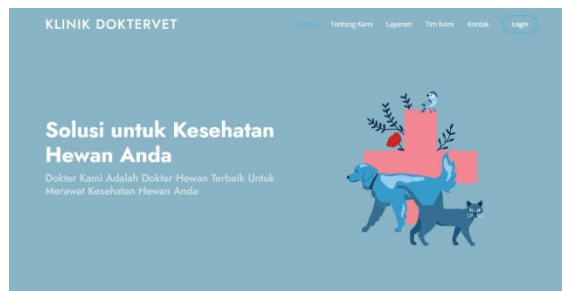 KLINIK DOKTERVET
Tentang Kami Layanan Tim Kami Kontak Login
Solusi untuk Kesehatan
Hewan Anda
Dokter Kami Adalah Dokter Hewan Terbaik Untuk
Merawat Kesehatan Hewan Anda